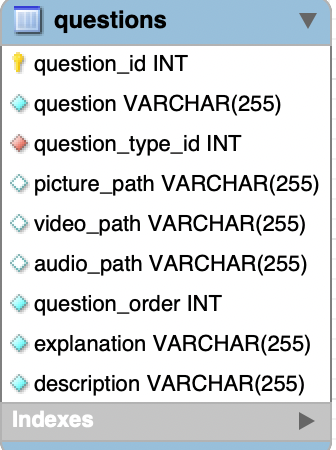 questions
question_id INT
question VARCHAR(255)
question_type_id INT
picture_path VARCHAR(255)
video_path VARCHAR(255)
audio_path VARCHAR(255)
question_order INT
explanation VARCHAR(255)
description VARCHAR(255)
Indexes